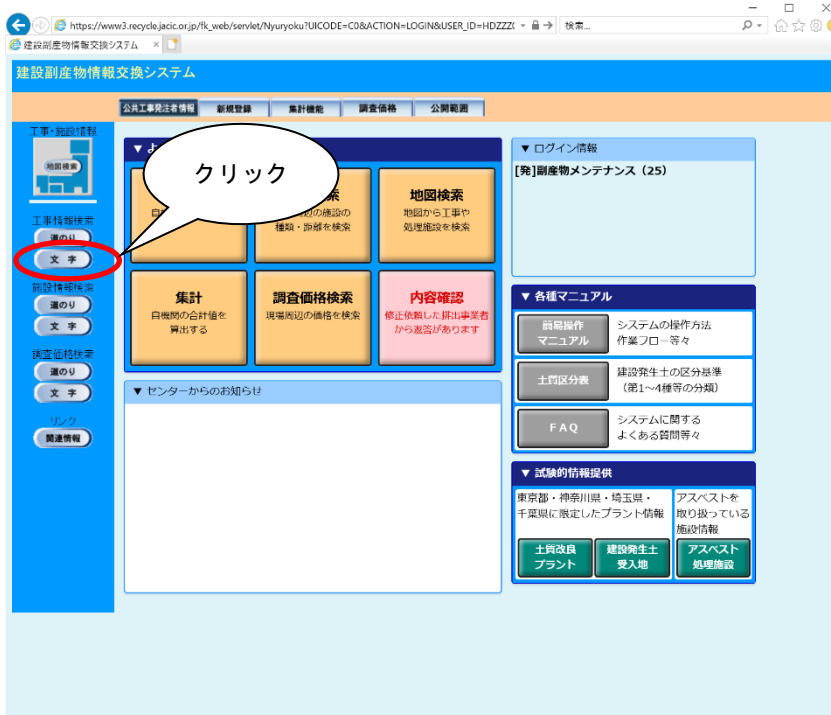 https://www3.recycle.jacic.or.jp/fk_web/servlet/Nyuryoku?UICODE=C0&ACTION=LOGIN&USER_ID=HDZZZ(
検索...
建設副産物情報交換システム
建設副産物情報交換システム
公共工事発注者情報 新規登録 集計機能 調査価格 公開範囲
工事・施設情報
地図検索
工事情報検索
道のり
文 字
施設情報検索
道のり
文 字
調査価格検索
道のり
文 字
リンク
関連情報
クリック
▼ よ
自
索
周辺の施設の
種類・距離を検索
地図検索
地図から工事や
処理施設を検索
集計
自機関の合計値を
算出する
調査価格検索
現場周辺の価格を検索
内容確認
修正依頼した排出事業者
から返答があります
▼ センターからのお知らせ
▼ ログイン情報
[発]副産物メンテナンス（25）
▼ 各種マニュアル
簡易操作
マニュアル
システムの操作方法
作業フロー等々
土質区分表
建設発生土の区分基準
（第1～4種等の分類）
FAQ
システムに関する
よくある質問等々
▼ 試験的情報提供
東京都・神奈川県・埼玉県・
千葉県に限定したプラント情報
アスベストを
取り扱っている
施設情報
土質改良
プラント
建設発生土
受入地
アスベスト
処理施設